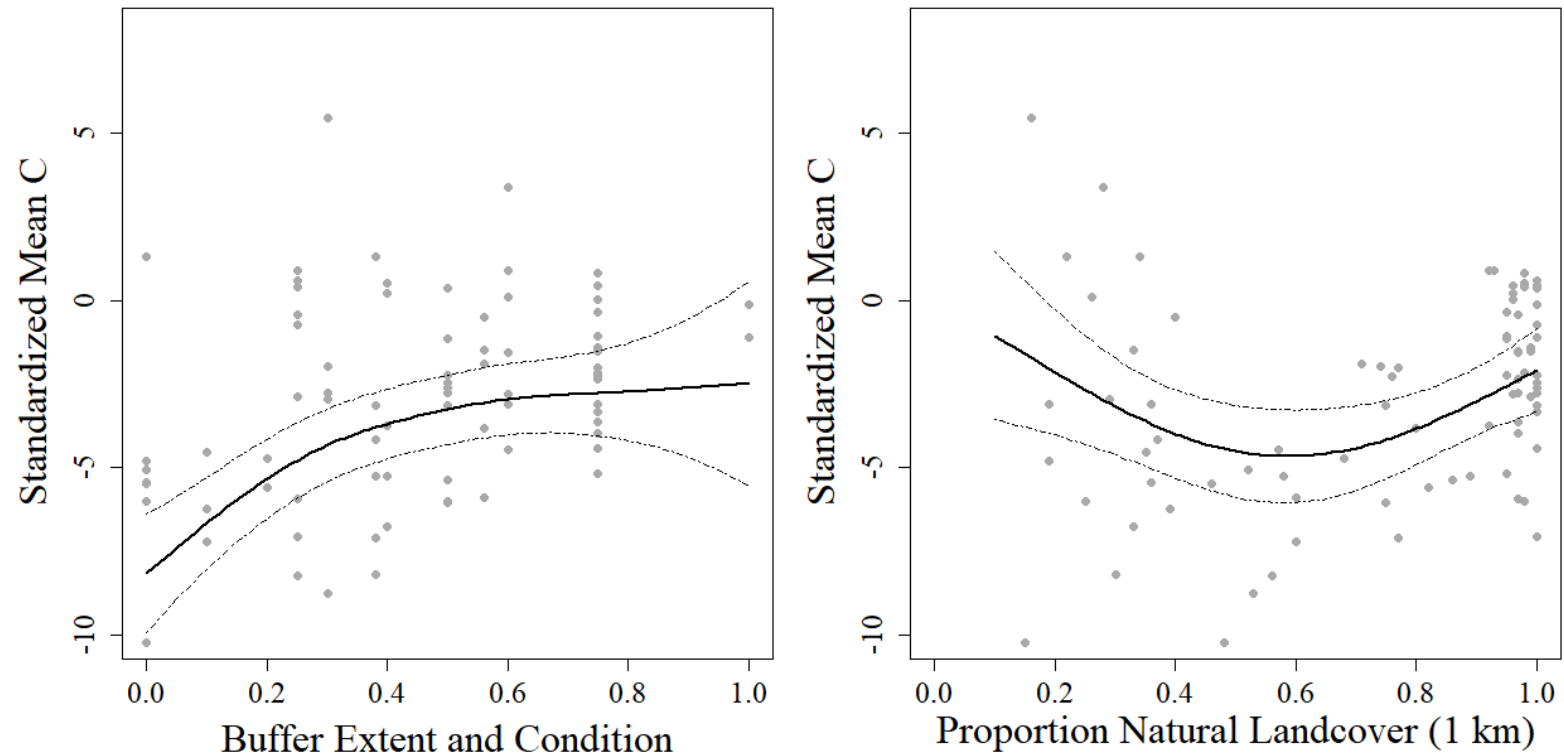 Standardized Mean C
5
0
-5
-10
0.0 0.2 0.4 0.6 0.8 1.0
Buffer Extent and Condition
Standardized Mean C
5
0
-5
-10
0.0 0.2 0.4 0.6 0.8 1.0
Proportion Natural Landcover (1 km)